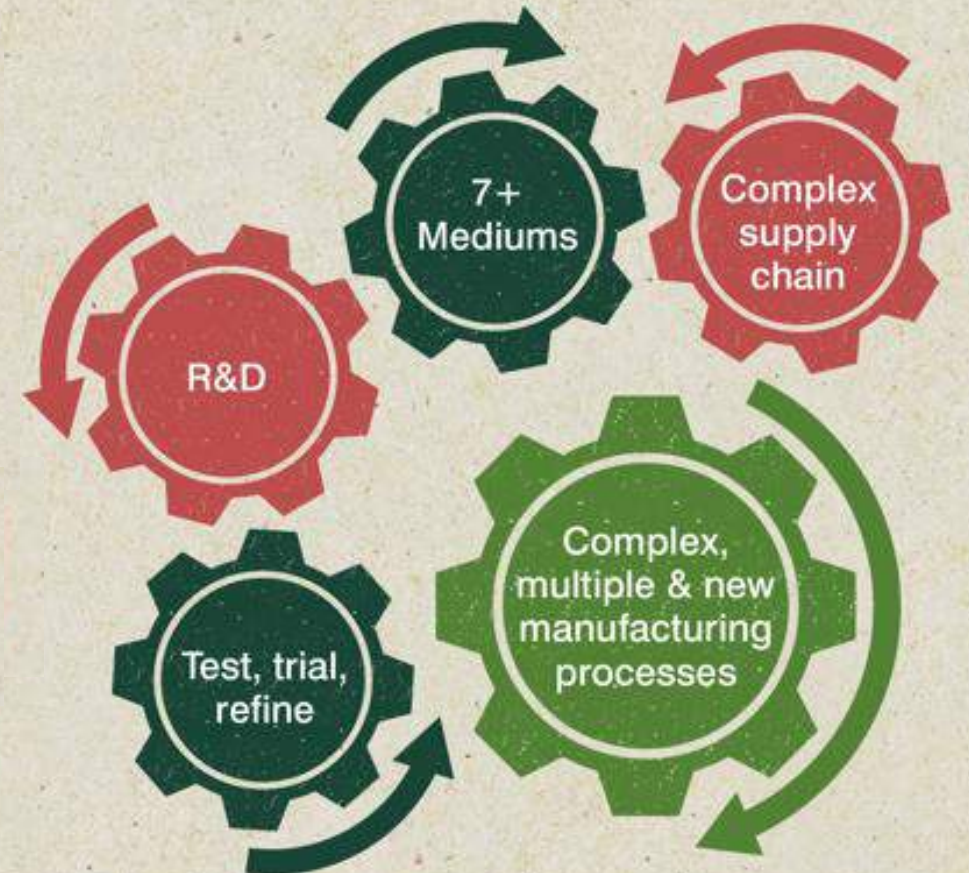 7+
Mediums
Complex
supply
chain
R&D
Complex,
multiple & new
manufacturing
processes
Test, trial,
refine